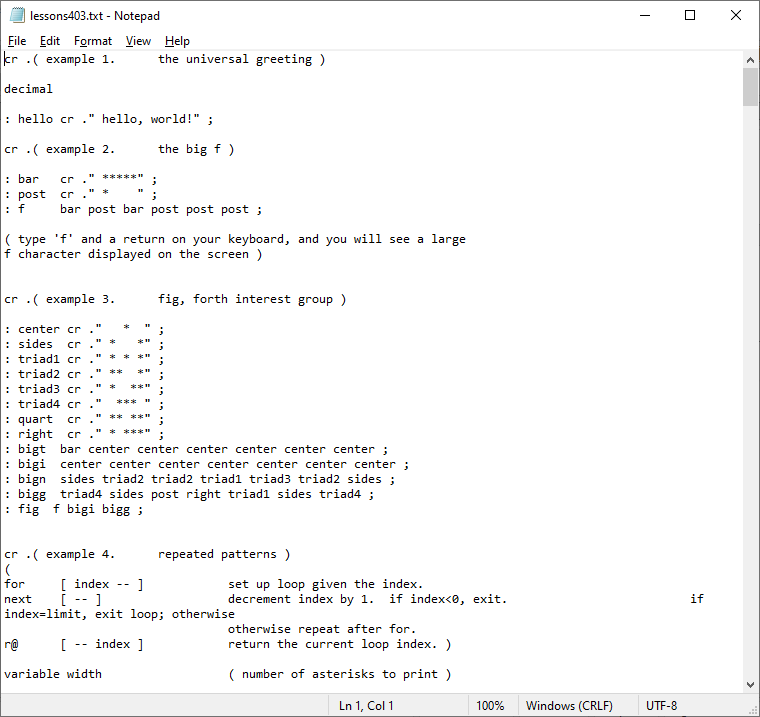 lessons403.txt - Notepad
File Edit Format View Help
cr .( example 1.      the universal greeting )

decimal

: hello cr ." hello, world!" ;

cr .( example 2.      the big f )

: bar   cr ." *****" ;
: post  cr ." *    " ;
: f     bar post bar post post post ;

( type 'f' and a return on your keyboard, and you will see a large
f character displayed on the screen )


cr .( example 3.      fig, forth interest group )

: center cr ."   *  " ;
: sides  cr ." *   *" ;
: triad1 cr ." * * *" ;
: triad2 cr ." **  *" ;
: triad3 cr ." *  **" ;
: triad4 cr ."  *** " ;
: quart  cr ." ** **" ;
: right  cr ." * ***" ;
: bigt  bar center center center center center center ;
: bigi  center center center center center center center ;
: bign  sides triad2 triad2 triad1 triad3 triad2 sides ;
: bigg  triad4 sides post right triad1 sides triad4 ;
: fig  f bigi bigg ;


cr .( example 4.      repeated patterns )
(
for     [ index -- ]            set up loop given the index.
next    [ -- ]                  decrement index by 1.  if index<0, exit.                          if
index=limit, exit loop; otherwise
                                otherwise repeat after for.
r@      [ -- index ]            return the current loop index. )

variable width                  ( number of asterisks to print )
Ln 1, Col 1 100% Windows (CRLF) UTF-8